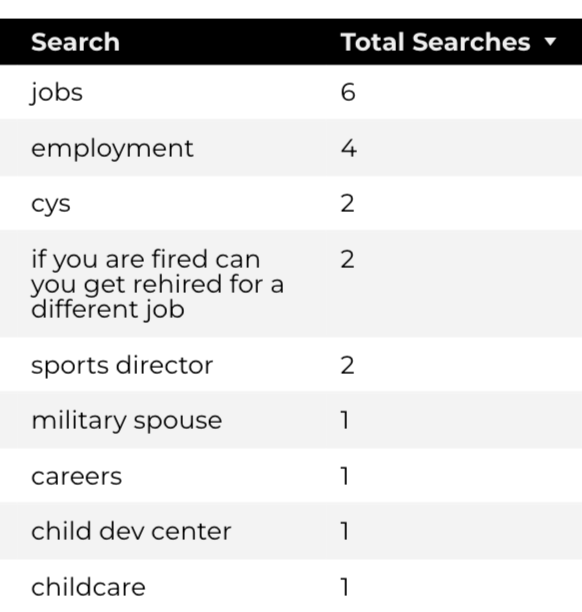 Search Total Searches ▼
jobs 6
employment 4
cys 2
if you are fired can 2
you get rehired for a
different job
sports director 2
military spouse 1
careers 1
child dev center 1
childcare 1